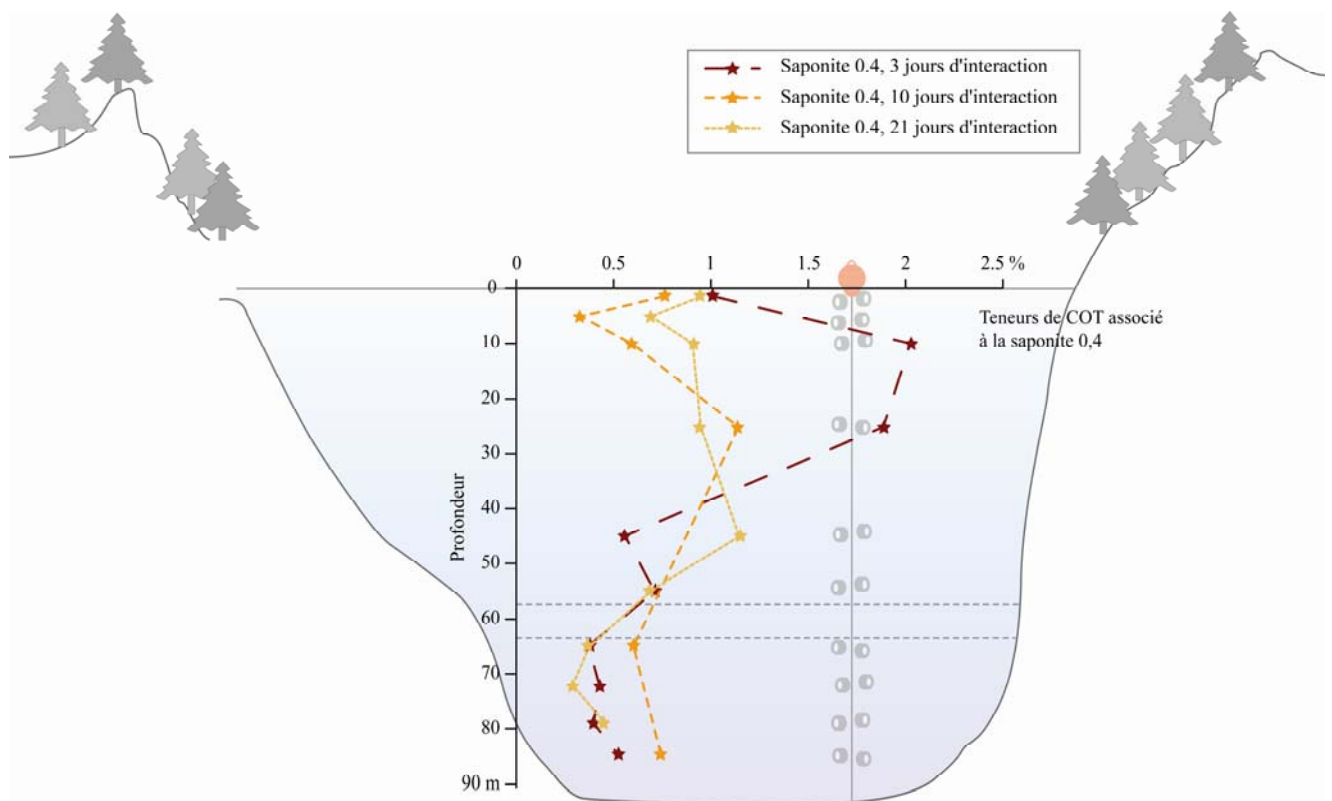 Saponite 0.4, 3 jours d'interaction
Saponite 0.4, 10 jours d'interaction
Saponite 0.4, 21 jours d'interaction
0 0.5 1 1.5 2 2.5 %
Teneurs de COT associé
à la saponite 0,4
Profondeur
0
10
20
30
40
50
60
70
80
90 m